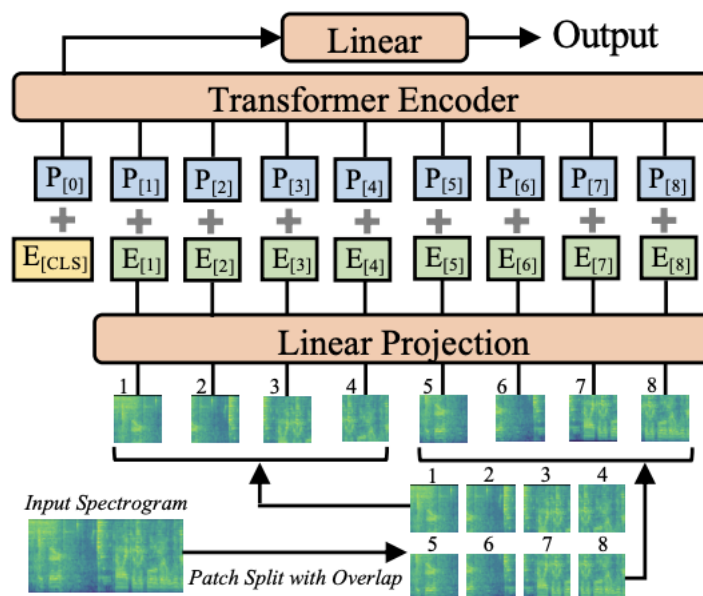 Linear Output
Transformer Encoder
P[0] P[1] P[2] P[3] P[4] P[5] P[6] P[7] P[8]
+ + + + + + + + +
E[CLS] E[1] E[2] E[3] E[4] E[5] E[6] E[7] E[8]
Linear Projection
1 2 3 4 5 6 7 8
Input Spectrogram
1 2 3 4
5 6 7 8
Patch Split with Overlap